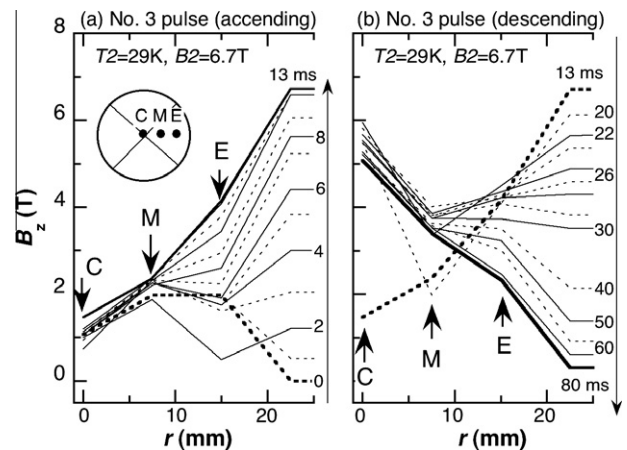 (a) No. 3 pulse (accending)
(b) No. 3 pulse (descending)
T2=29K, B2=6.7T
T2=29K, B2=6.7T
13 ms
13 ms
C M E
C
M
E
8
6
4
2
0
20
22
26
30
40
50
60
80 ms
C
M
E
8
6
4
2
0
B_z (T)
0 10 20
0 10 20
r (mm)
r (mm)